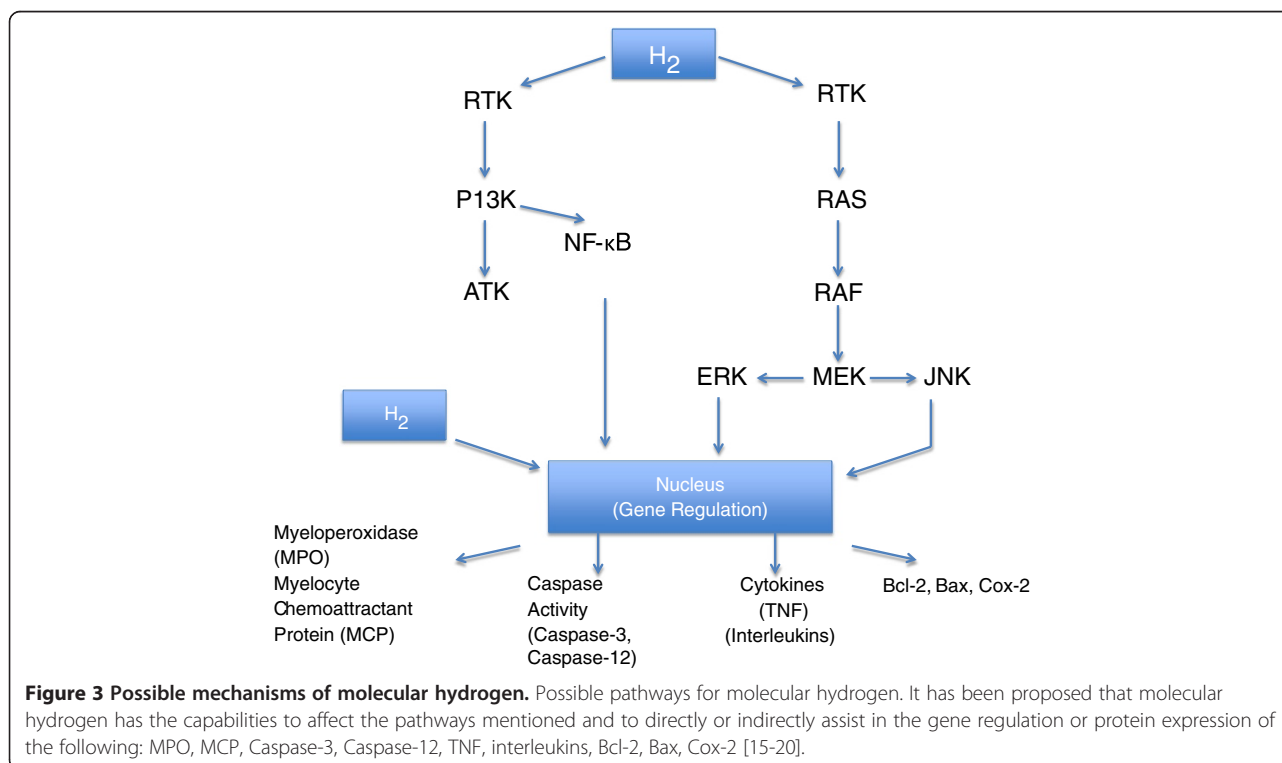 H2
RTK
RTK
P13K
RAS
NF-κB
ATK
RAF
ERK
MEK
JNK
H2
Nucleus
(Gene Regulation)
Myeloperoxidase
(MPO)
Myelocyte
Chemoattractant
Protein (MCP)
Caspase
Activity
(Caspase-3,
Caspase-12)
Cytokines
(TNF)
(Interleukins)
Bcl-2, Bax, Cox-2
Figure 3 Possible mechanisms of molecular hydrogen. Possible pathways for molecular hydrogen. It has been proposed that molecular
hydrogen has the capabilities to affect the pathways mentioned and to directly or indirectly assist in the gene regulation or protein expression of
the following: MPO, MCP, Caspase-3, Caspase-12, TNF, interleukins, Bcl-2, Bax, Cox-2 [15-20].